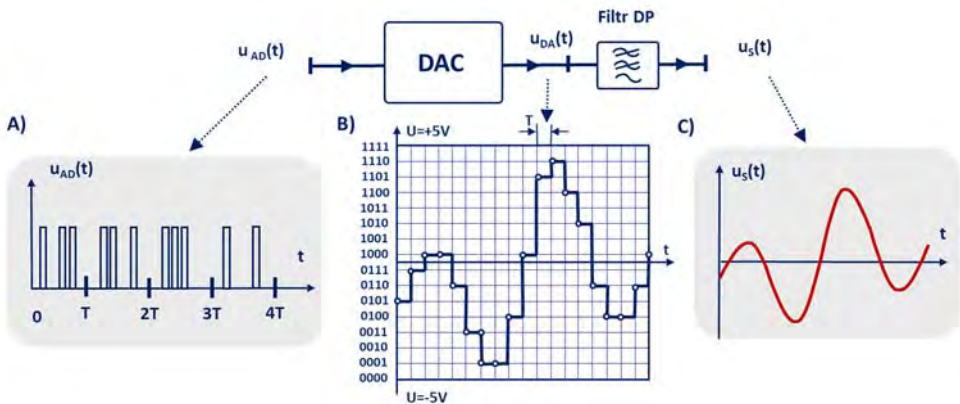 Filtr DP
u AD(t)
DAC
uDA(t)
uS(t)
A)
B)
C)
U=+5V
T
uAD(t)
t
0
T
2T
3T
4T
1111
1110
1101
1100
1011
1010
1001
1000
0111
0110
0101
0100
0011
0010
0001
0000
t
U=-5V
uS(t)
t